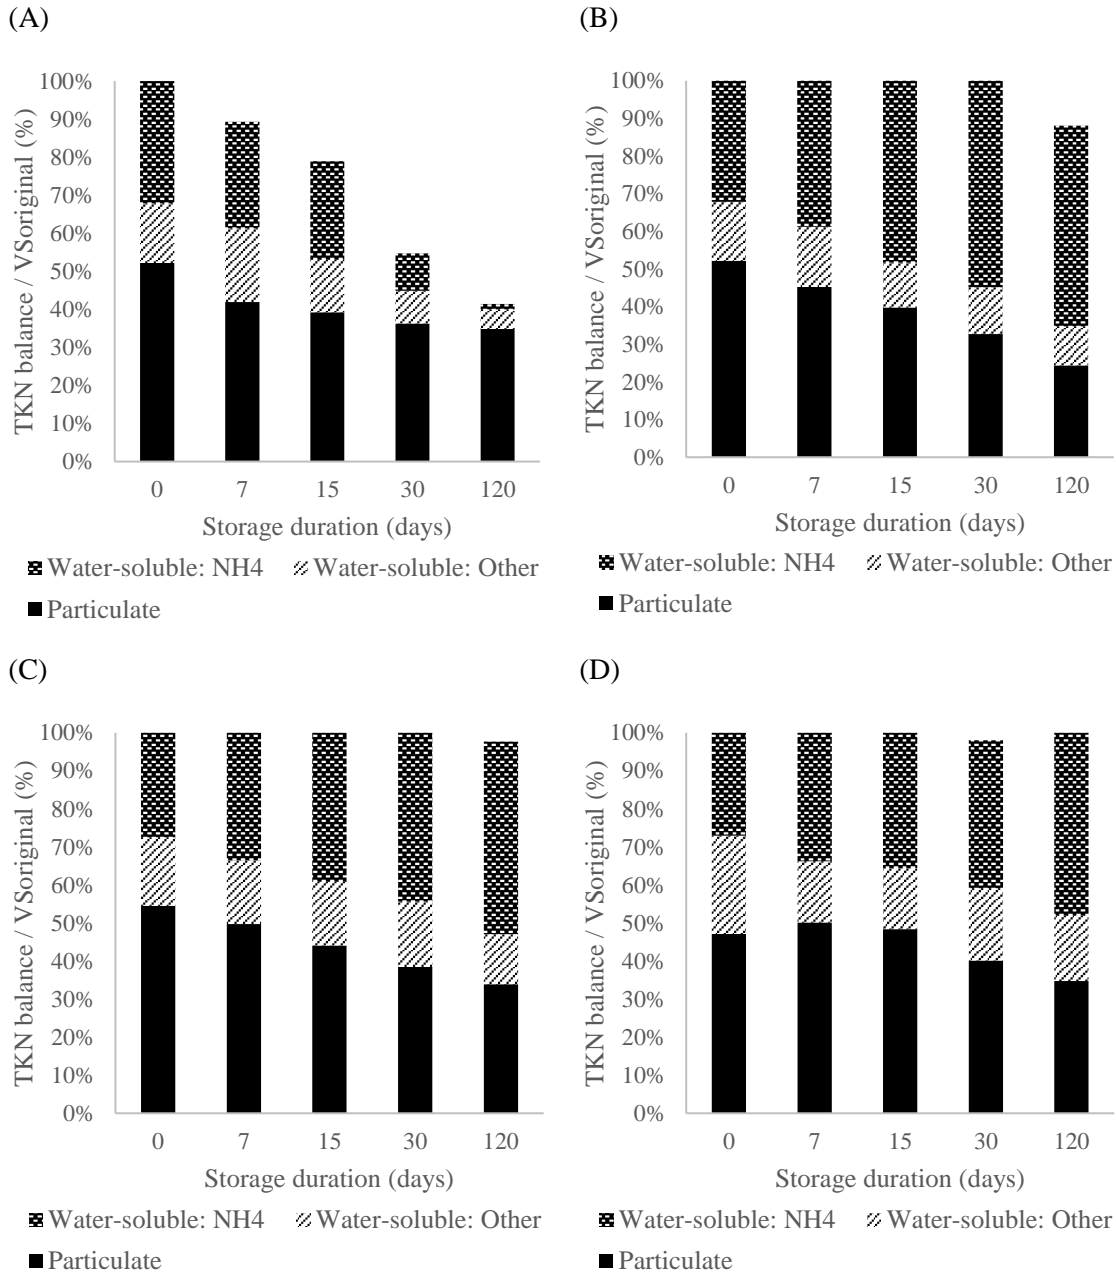 (A)
TKN balance / VSoriginal (%)
100%
90%
80%
70%
60%
50%
40%
30%
20%
10%
0%
0 7 15 30 120
Storage duration (days)
Water-soluble: NH4 Water-soluble: Other
Particulate
(B)
TKN balance / VSoriginal (%)
100%
90%
80%
70%
60%
50%
40%
30%
20%
10%
0%
0 7 15 30 120
Storage duration (days)
Water-soluble: NH4 Water-soluble: Other
Particulate
(C)
TKN balance / VSoriginal (%)
100%
90%
80%
70%
60%
50%
40%
30%
20%
10%
0%
0 7 15 30 120
Storage duration (days)
Water-soluble: NH4 Water-soluble: Other
Particulate
(D)
TKN balance / VSoriginal (%)
100%
90%
80%
70%
60%
50%
40%
30%
20%
10%
0%
0 7 15 30 120
Storage duration (days)
Water-soluble: NH4 Water-soluble: Other
Particulate